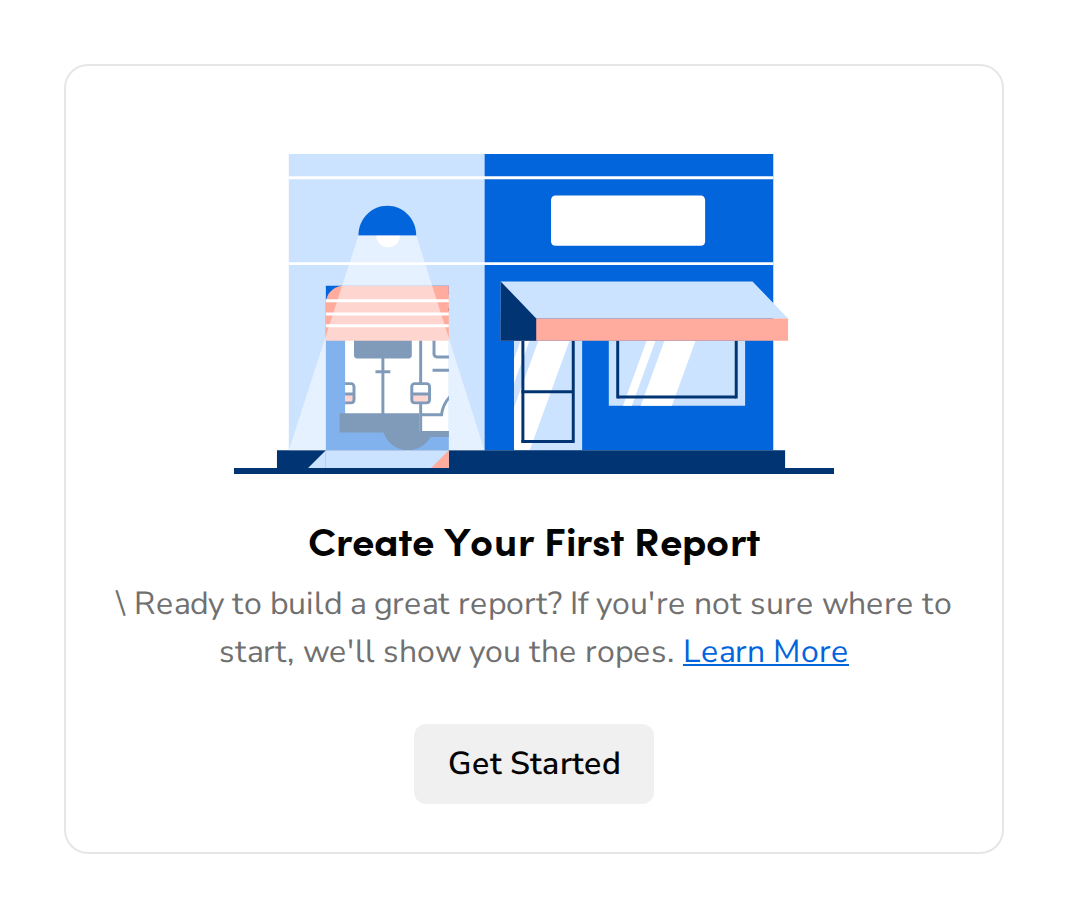 Create Your First Report
\ Ready to build a great report? If you're not sure where to
start, we'll show you the ropes. Learn More
Get Started